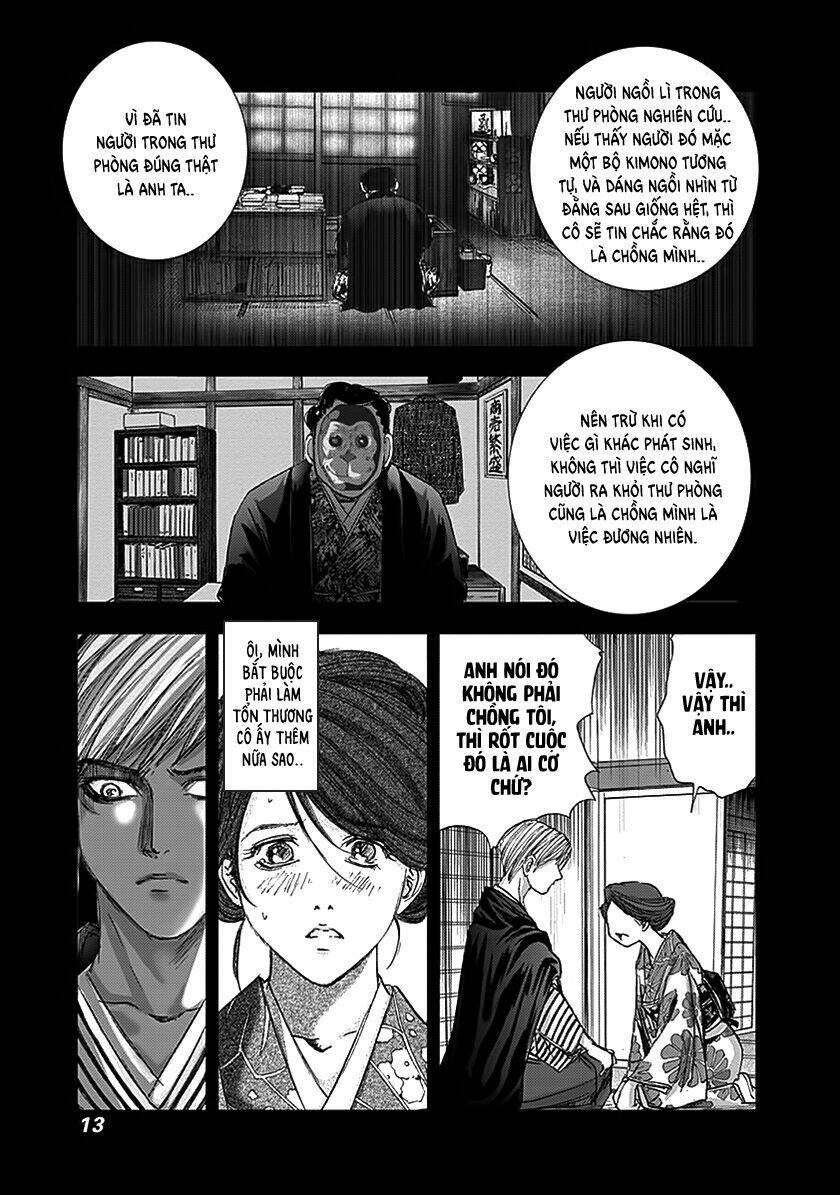 NGƯỜI NGỒI LÌ TRONG
THƯ PHÒNG NGHIÊN CỨU..
NẾU THẤY NGƯỜI ĐÓ MẶC
MỘT BỘ KIMONO TƯƠNG
TỰ, VÀ DÁNG NGỒI NHÌN TỪ
ĐẰNG SAU GIỐNG HỆT, THÌ
CÔ SẼ TIN CHẮC RẰNG ĐÓ
LÀ CHỒNG MÌNH..
VÌ ĐÃ TIN
NGƯỜI TRONG THƯ
PHÒNG ĐÚNG THẬT
LÀ ANH TA..
NÊN TRỪ KHI CÓ
VIỆC GÌ KHÁC PHÁT SINH,
KHÔNG THÌ VIỆC CÔ NGHĨ
NGƯỜI RA KHỎI THƯ PHÒNG
CŨNG LÀ CHỒNG MÌNH LÀ
VIỆC ĐƯƠNG NHIÊN.
VẬY..
VẬY THÌ
ANH..
ANH NÓI ĐÓ
KHÔNG PHẢI
CHỒNG TÔI,
THÌ RỐT CUỘC
ĐÓ LÀ AI CƠ
CHỨ?
ÔI, MÌNH
BẮT BUỘC
PHẢI LÀM
TỔN THƯƠNG
CÔ ẤY THÊM
NỮA SAO..
13